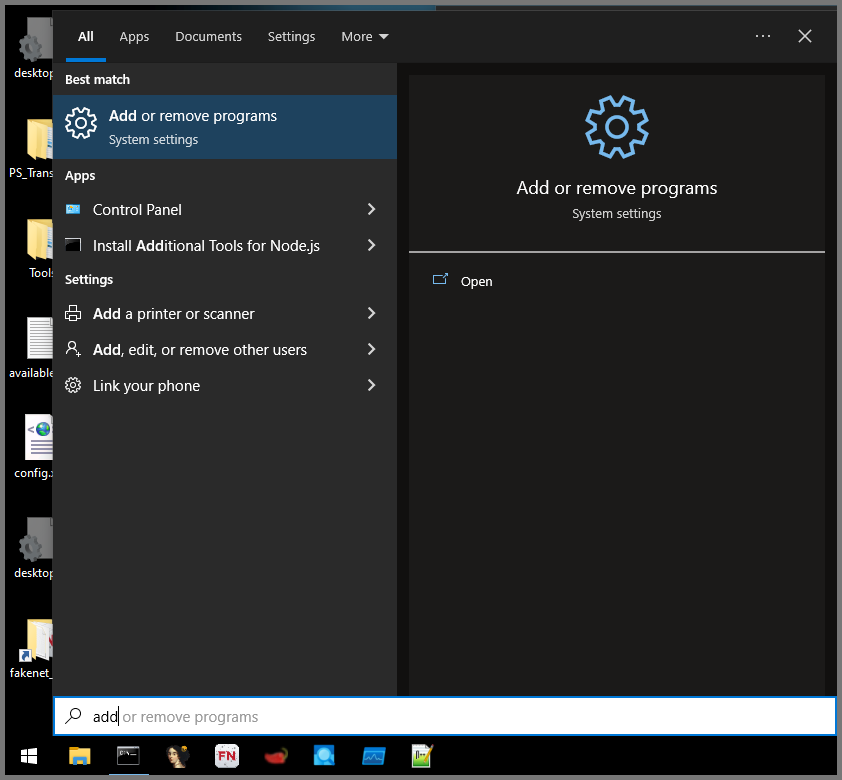 All
Apps
Documents
Settings
More
Best match
Add or remove programs
System settings
Apps
Control Panel
Install Additional Tools for Node.js
Settings
Add a printer or scanner
Add, edit, or remove other users
Link your phone
Add or remove programs
System settings
Open
desktop
PS_Trans
Tools
available
config.x
desktop
fakenet_
add or remove programs
FN